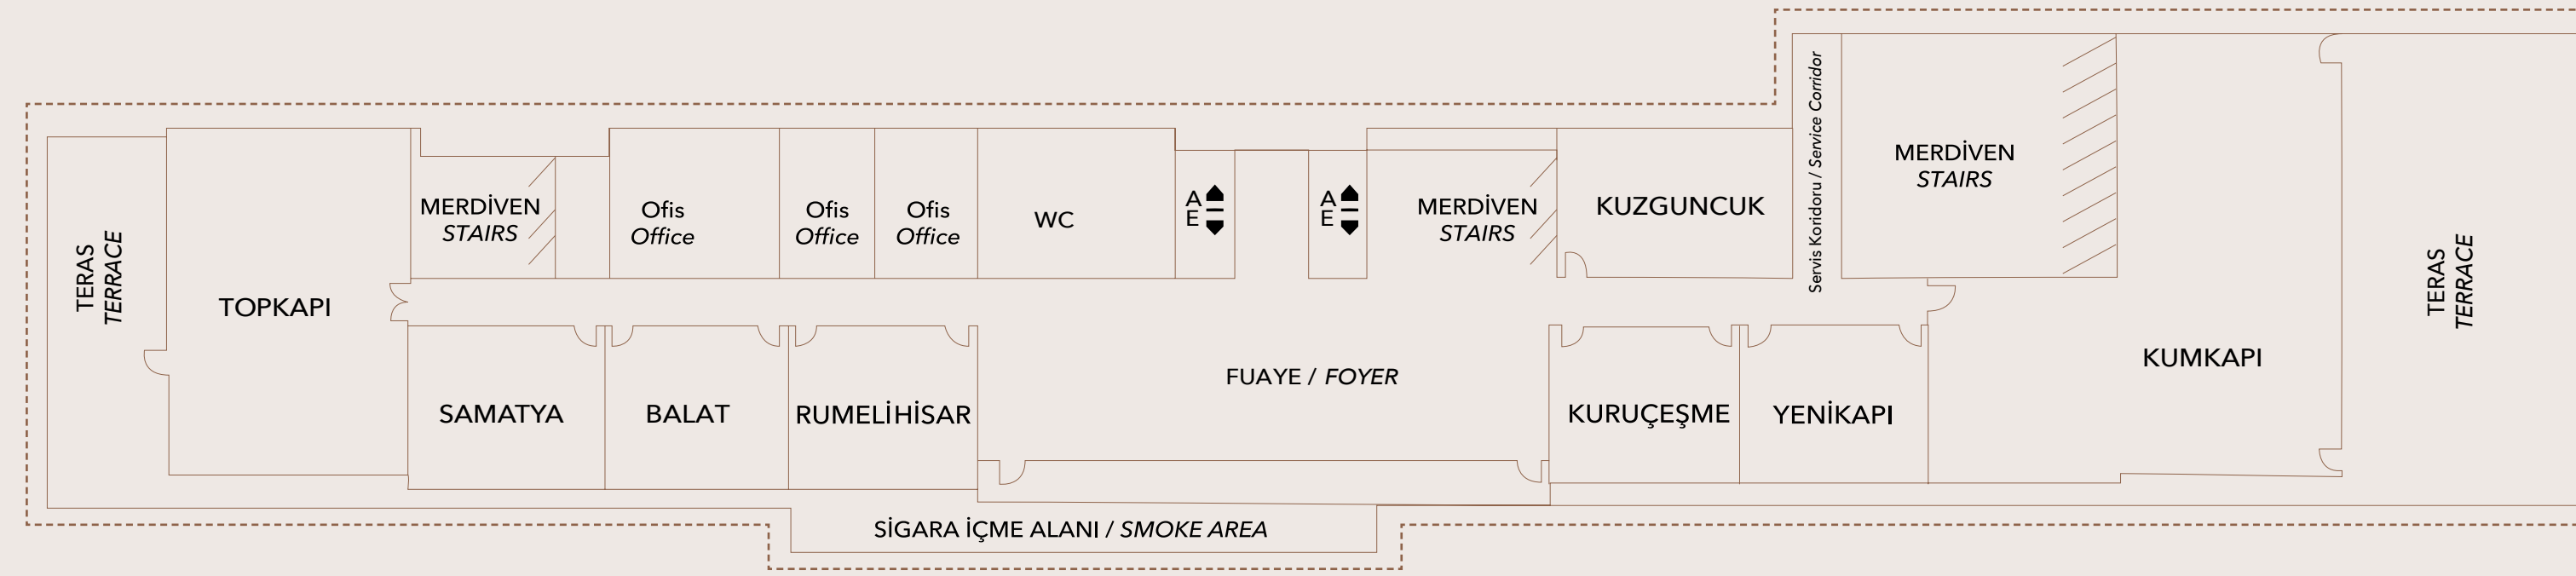 TERAS
TERRACE
TOPKAPI
MERDİVEN
STAIRS
Ofis
Office
Ofis
Office
Ofis
Office
WC
A
E
A
E
MERDİVEN
STAIRS
KUZGUNCUK
Servis Koridoru / Service Corridor
MERDİVEN
STAIRS
TERAS
TERRACE
KUMKAPI
SAMATYA
BALAT
RUMELİHİSAR
FUAYE / FOYER
KURUÇEŞME
YENİKAPI
SİGARA İÇME ALANI / SMOKE AREA